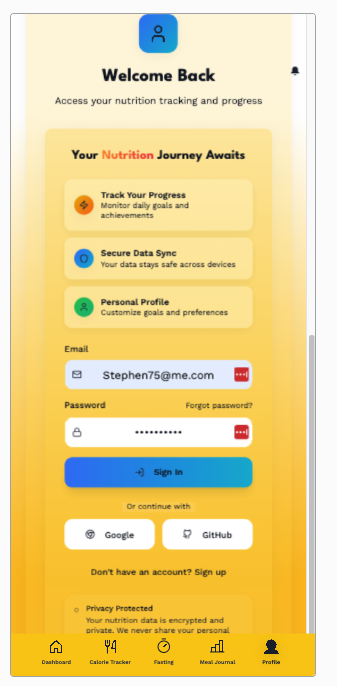 Welcome Back
Access your nutrition tracking and progress
Your Nutrition Journey Awaits
Track Your Progress
Monitor daily goals and
achievements
Secure Data Sync
Your data stays safe across devices
Personal Profile
Customize goals and preferences
Email
Stephen75@me.com
Password Forgot password?
••••••••••
Sign In
Or continue with
Google GitHub
Don't have an account? Sign up
Privacy Protected
Your nutrition data is encrypted and
private. We never share your personal
Dashboard Calorie Tracker Fasting Meal Journal Profile